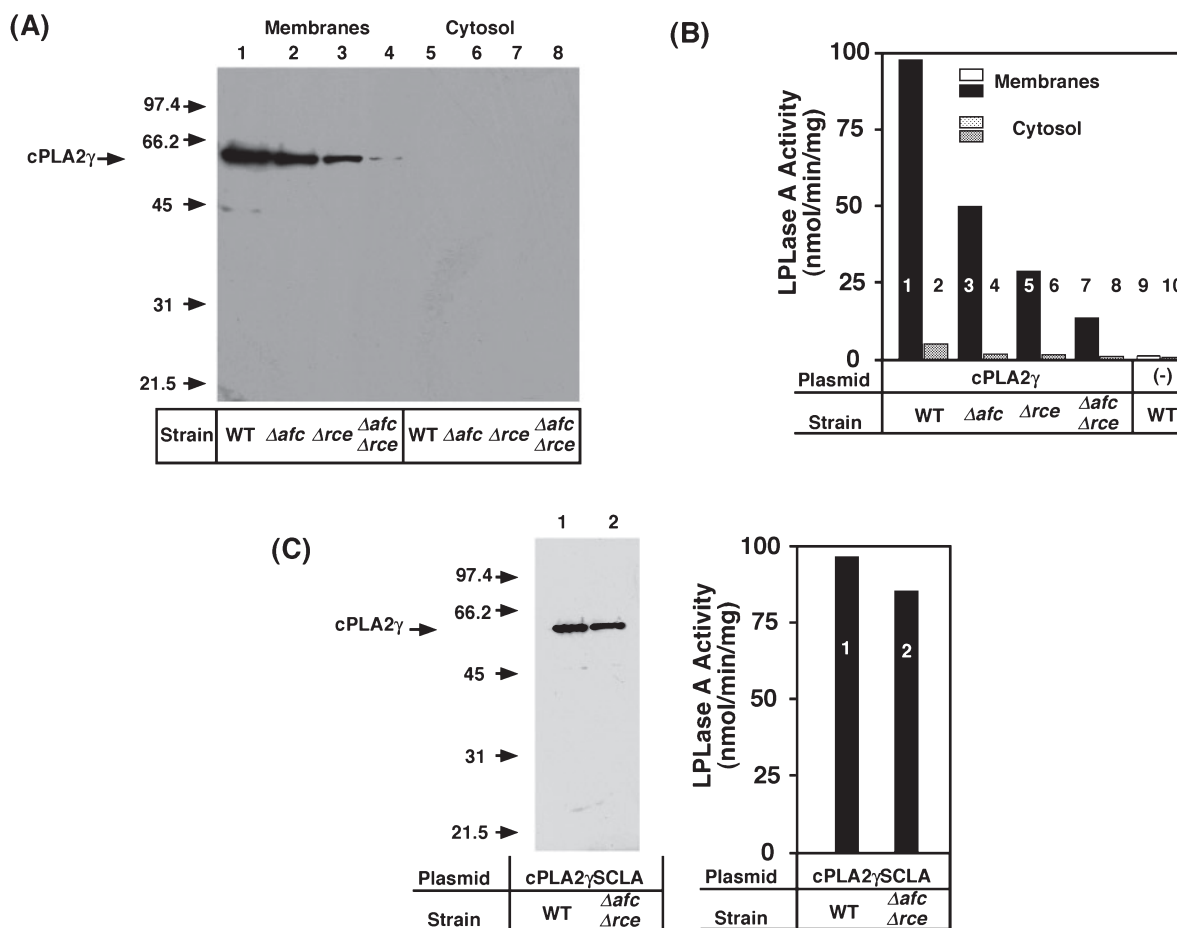 (A)
Membranes Cytosol
1 2 3 4 5 6 7 8
97.4
66.2
cPLA2γ
45
31
21.5
Strain WT Δafc Δrce Δafc Δrce WT Δafc Δrce Δafc Δrce
(B)
LPLase A Activity
(nmol/min/mg)
100
75
50
25
0
Membranes
Cytosol
1 2 3 4 5 6 7 8 9 10
Plasmid cPLA2γ (-)
Strain WT Δafc Δrce Δafc Δrce WT
(C)
1 2
97.4
66.2
cPLA2γ
45
31
21.5
Plasmid cPLA2γSCLA
Strain WT Δafc Δrce
LPLase A Activity
(nmol/min/mg)
100
75
50
25
0
1 2
Plasmid cPLA2γSCLA
Strain WT Δafc Δrce